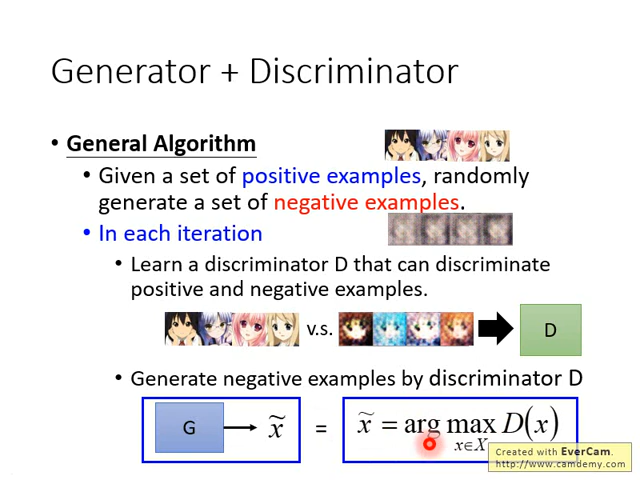 Generator + Discriminator
• General Algorithm
• Given a set of positive examples, randomly
generate a set of negative examples.
• In each iteration
• Learn a discriminator D that can discriminate
positive and negative examples.
v.s.
D
• Generate negative examples by discriminator D
G → x̃ = x̃ = arg max D(x)
x∈X
Created with EverCam.
http://www.camdemy.com